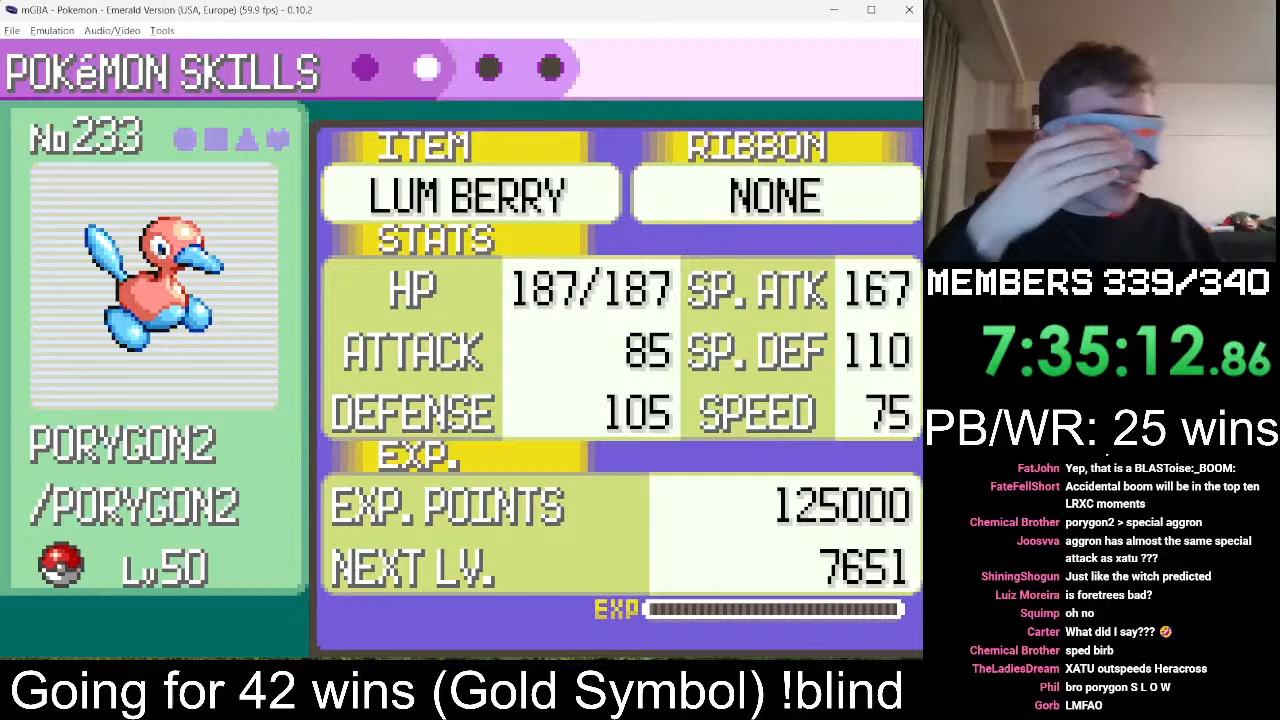 mGBA - Pokemon - Emerald Version (USA, Europe) (59.9 fps) - 0.10.2
File Emulation Audio/Video Tools
POKéMON SKILLS
No233
ITEM RIBBON
LUM BERRY NONE
STATS
HP 187/187 SP. ATK 167
ATTACK 85 SP. DEF 110
DEFENSE 105 SPEED 75
PORYGON2
/PORYGON2
Lv50
EXP.
EXP. POINTS 125000
NEXT LV. 7651
EXP
MEMBERS 339/340
7:35:12.86
PB/WR: 25 wins
FatJohn Yep, that is a BLASToise:_BOOM:
FateFellShort Accidental boom will be in the top ten
LRXC moments
Chemical Brother porygon2 > special aggron
Joosvva aggron has almost the same special
attack as xatu ???
ShiningShogun Just like the witch predicted
Luiz Moreira is foretrees bad?
Squimp oh no
Carter What did I say??? 🤣
Chemical Brother sped birb
TheLadiesDream XATU outspeeds Heracross
Phil bro porygon S L O W
Gorb LMFAO
Going for 42 wins (Gold Symbol) !blind